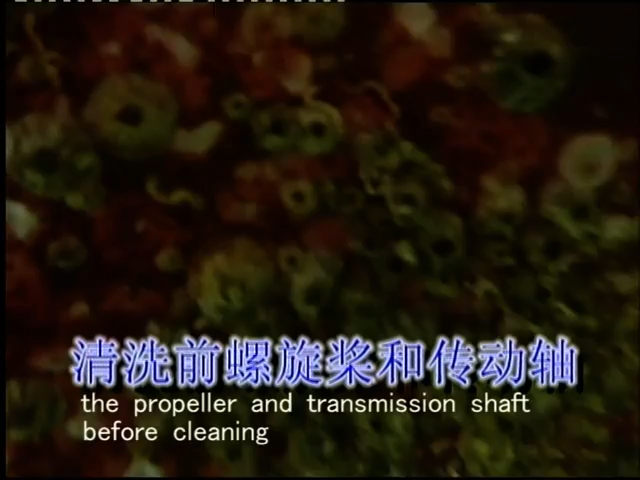 清洗前螺旋桨和传动轴
the propeller and transmission shaft
before cleaning